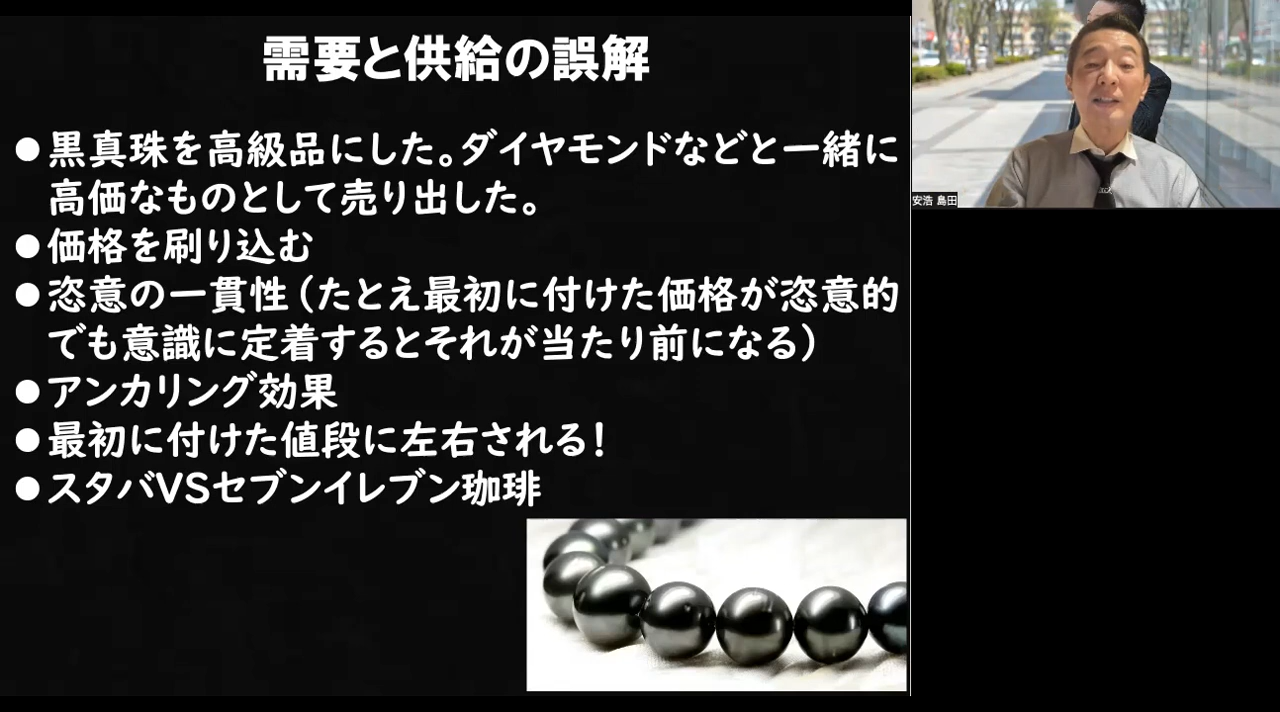 需要と供給の誤解
●黒真珠を高級品にした。ダイヤモンドなどと一緒に
高価なものとして売り出した。
●価格を刷り込む
●恣意の一貫性（たとえ最初に付けた価格が恣意的
でも意識に定着するとそれが当たり前になる）
●アンカリング効果
●最初に付けた値段に左右される！
●スタバVSセブンイレブン珈琲
安浩 島田